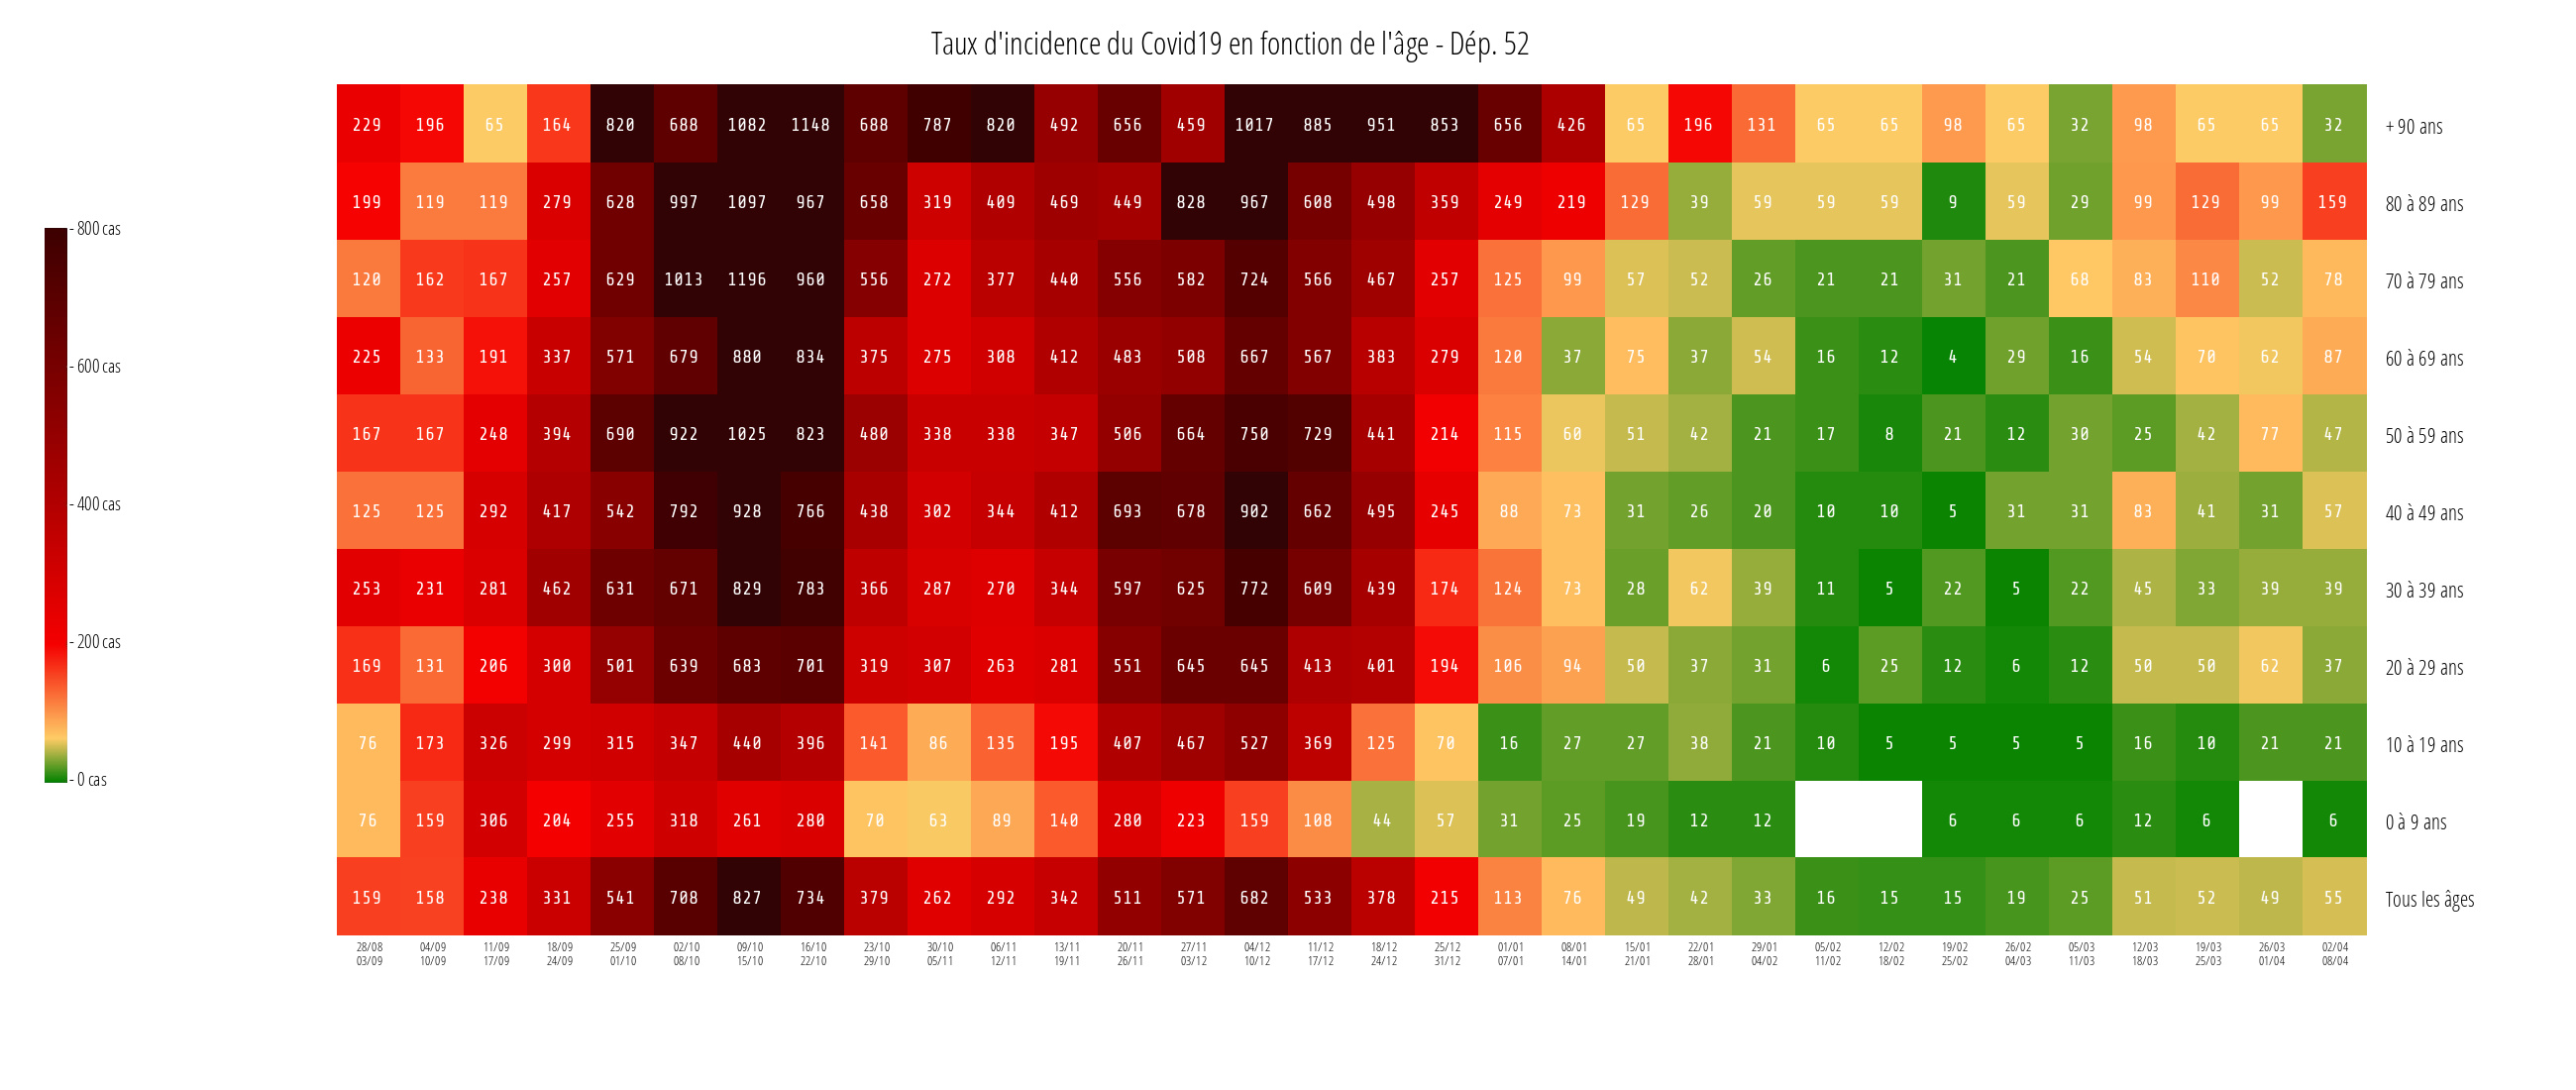 Taux d'incidence du Covid19 en fonction de l'âge - Dép. 52
229 196 65 164 820 688 1082 1148 688 787 820 492 656 459 1017 885 951 853 656 426 65 196 131 65 65 98 65 32 98 65 65 32 + 90 ans
199 119 119 279 628 997 1097 967 658 319 409 469 449 828 967 608 498 359 249 219 129 39 59 59 59 9 59 29 99 129 99 159 80 à 89 ans
- 800 cas
120 162 167 257 629 1013 1196 960 556 272 377 440 556 582 724 566 467 257 125 99 57 52 26 21 21 31 21 68 83 110 52 78 70 à 79 ans
225 133 191 337 571 679 880 834 375 275 308 412 483 508 667 567 383 279 120 37 75 37 54 16 12 4 29 16 54 70 62 87 60 à 69 ans
- 600 cas
167 167 248 394 690 922 1025 823 480 338 338 347 506 664 750 729 441 214 115 60 51 42 21 17 8 21 12 30 25 42 77 47 50 à 59 ans
- 400 cas
125 125 292 417 542 792 928 766 438 302 344 412 693 678 902 662 495 245 88 73 31 26 20 10 10 5 31 31 83 41 31 57 40 à 49 ans
253 231 281 462 631 671 829 783 366 287 270 344 597 625 772 609 439 174 124 73 28 62 39 11 5 22 5 22 45 33 39 39 30 à 39 ans
- 200 cas
169 131 206 300 501 639 683 701 319 307 263 281 551 645 645 413 401 194 106 94 50 37 31 6 25 12 6 12 50 50 62 37 20 à 29 ans
76 173 326 299 315 347 440 396 141 86 135 195 407 467 527 369 125 70 16 27 27 38 21 10 5 5 5 5 16 10 21 21 10 à 19 ans
- 0 cas
76 159 306 204 255 318 261 280 70 63 89 140 280 223 159 108 44 57 31 25 19 12 12 6 6 6 12 6 6 0 à 9 ans
159 158 238 331 541 708 827 734 379 262 292 342 511 571 682 533 378 215 113 76 49 42 33 16 15 15 19 25 51 52 49 55 Tous les âges
28/08 04/09 11/09 18/09 25/09 02/10 09/10 16/10 23/10 30/10 06/11 13/11 20/11 27/11 04/12 11/12 18/12 25/12 01/01 08/01 15/01 22/01 29/01 05/02 12/02 19/02 26/02 05/03 12/03 19/03 26/03 02/04
03/09 10/09 17/09 24/09 01/10 08/10 15/10 22/10 29/10 05/11 12/11 19/11 26/11 03/12 10/12 17/12 24/12 31/12 07/01 14/01 21/01 28/01 04/02 11/02 18/02 25/02 04/03 11/03 18/03 25/03 01/04 08/04